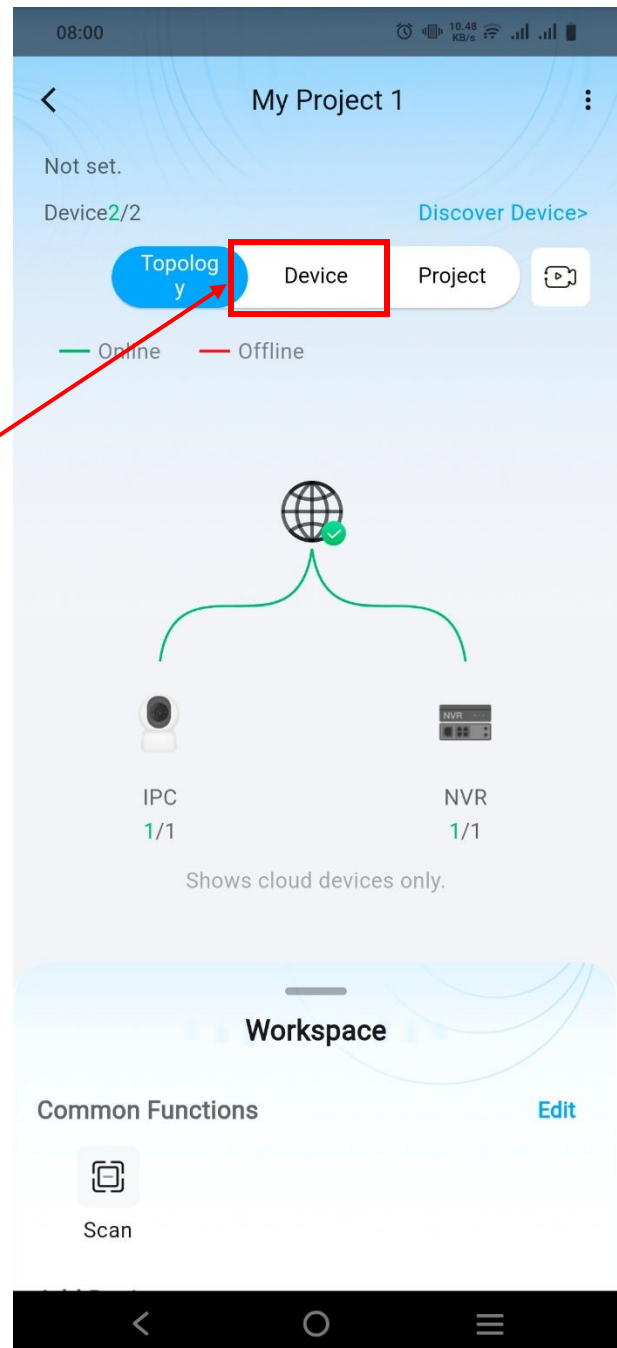 08:00
10.48
KB/s
My Project 1
Not set.
Device2/2
Discover Device>
Topolog
y
Device
Project
Online
Offline
NVR
IPC
NVR
1/1
1/1
Shows cloud devices only.
Workspace
Common Functions
Edit
Scan